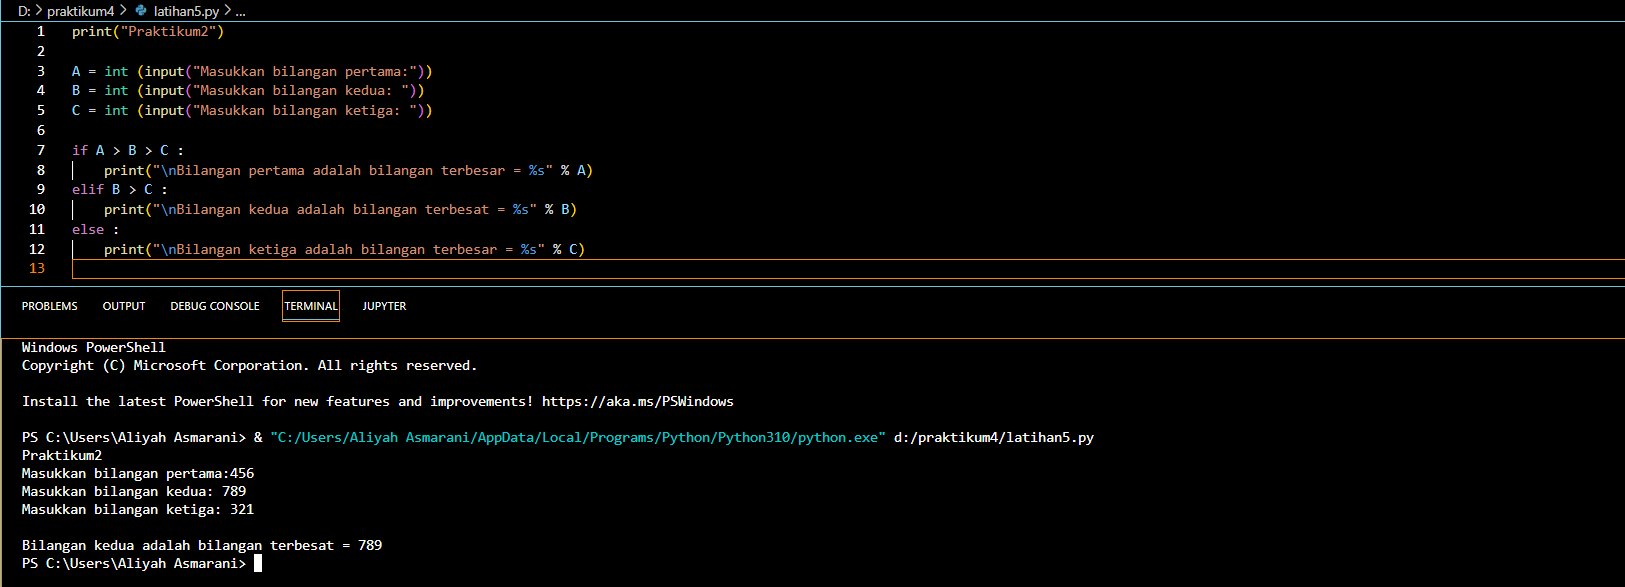 D: > praktikum4 > latihan5.py > ...
1 print("Praktikum2")
2
3 A = int (input("Masukkan bilangan pertama:"))
4 B = int (input("Masukkan bilangan kedua: "))
5 C = int (input("Masukkan bilangan ketiga: "))
6
7 if A > B > C :
8     print("\nBilangan pertama adalah bilangan terbesar = %s" % A)
9 elif B > C :
10     print("\nBilangan kedua adalah bilangan terbesat = %s" % B)
11 else :
12     print("\nBilangan ketiga adalah bilangan terbesar = %s" % C)
13
PROBLEMS OUTPUT DEBUG CONSOLE TERMINAL JUPYTER
Windows PowerShell
Copyright (C) Microsoft Corporation. All rights reserved.
Install the latest PowerShell for new features and improvements! https://aka.ms/PSWindows
PS C:\Users\Aliyah Asmarani> & "C:/Users/Aliyah Asmarani/AppData/Local/Programs/Python/Python310/python.exe" d:/praktikum4/latihan5.py
Praktikum2
Masukkan bilangan pertama:456
Masukkan bilangan kedua: 789
Masukkan bilangan ketiga: 321
Bilangan kedua adalah bilangan terbesat = 789
PS C:\Users\Aliyah Asmarani>